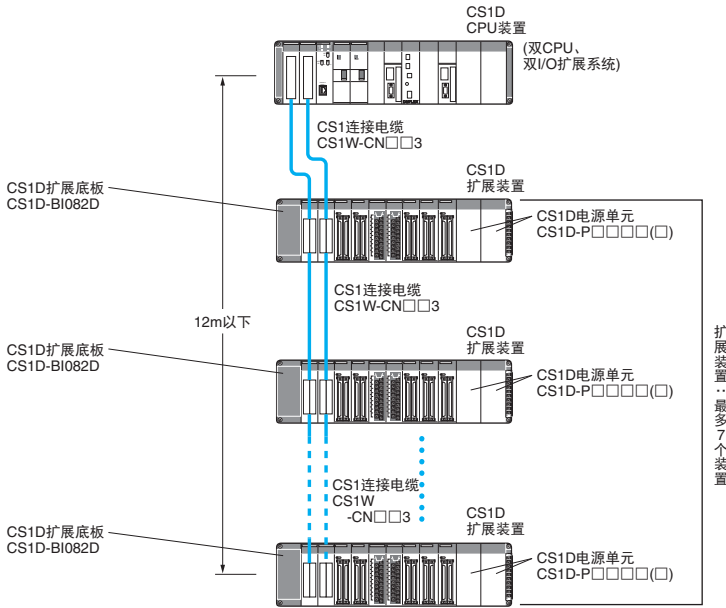 CS1D
CPU装置
(双CPU、
双I/O扩展系统)
CS1连接电缆
CS1W-CN□□3
CS1D扩展底板
CS1D-BI082D
CS1D
扩展装置
CS1D电源单元
CS1D-P□□□□(□)
CS1连接电缆
CS1W-CN□□3
12m以下
CS1D扩展底板
CS1D-BI082D
CS1D
扩展装置
CS1D电源单元
CS1D-P□□□□(□)
扩展装置：最多7个装置
CS1连接电缆
CS1W
-CN□□3
CS1D扩展底板
CS1D-BI082D
CS1D
扩展装置
CS1D电源单元
CS1D-P□□□□(□)